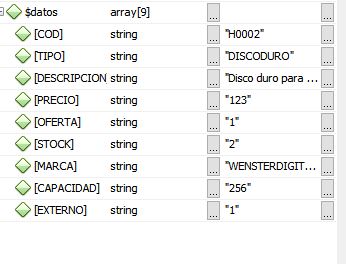 $datos array[9] ...
[COD] string ... "H0002" ...
[TIPO] string ... "DISCODURO" ...
[DESCRIPCION string ... "Disco duro para ... ...
[PRECIO] string ... "123" ...
[OFERTA] string ... "1" ...
[STOCK] string ... "2" ...
[MARCA] string ... "WENSTERDIGIT... ...
[CAPACIDAD] string ... "256" ...
[EXTERNO] string ... "1" ...